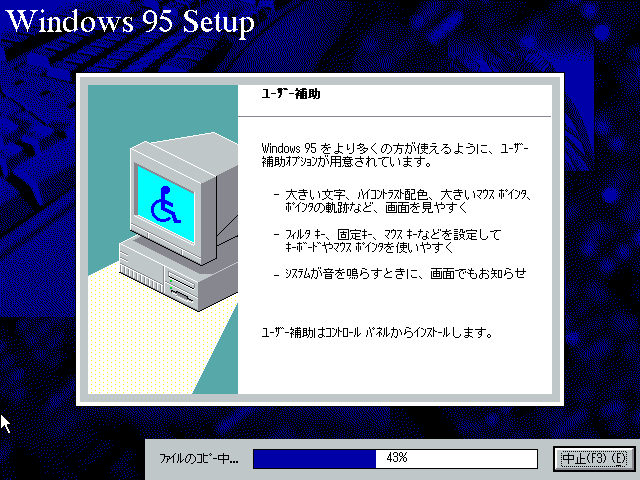 Windows 95 Setup
ﾕｰｻﾞｰ補助
Windows 95 をより多くの方が使えるように、ﾕｰｻﾞｰ
補助ｵﾌﾟｼｮﾝが用意されています。
- 大きい文字、ﾊｲｺﾝﾄﾗｽﾄ配色、大きいﾏｳｽ ﾎﾟｲﾝﾀ、
ﾎﾟｲﾝﾀの軌跡など、画面を見やすく
- ﾌｨﾙﾀ ｷｰ、固定ｷｰ、ﾏｳｽ ｷｰなどを設定して
ｷｰﾎﾞｰﾄﾞやﾏｳｽ ﾎﾟｲﾝﾀを使いやすく
- ｼｽﾃﾑが音を鳴らすときに、画面でもお知らせ
ﾕｰｻﾞｰ補助はｺﾝﾄﾛｰﾙ ﾊﾟﾈﾙからｲﾝｽﾄｰﾙします。
ﾌｧｲﾙのｺﾋﾟｰ中... 43% 中止(F3) (E)